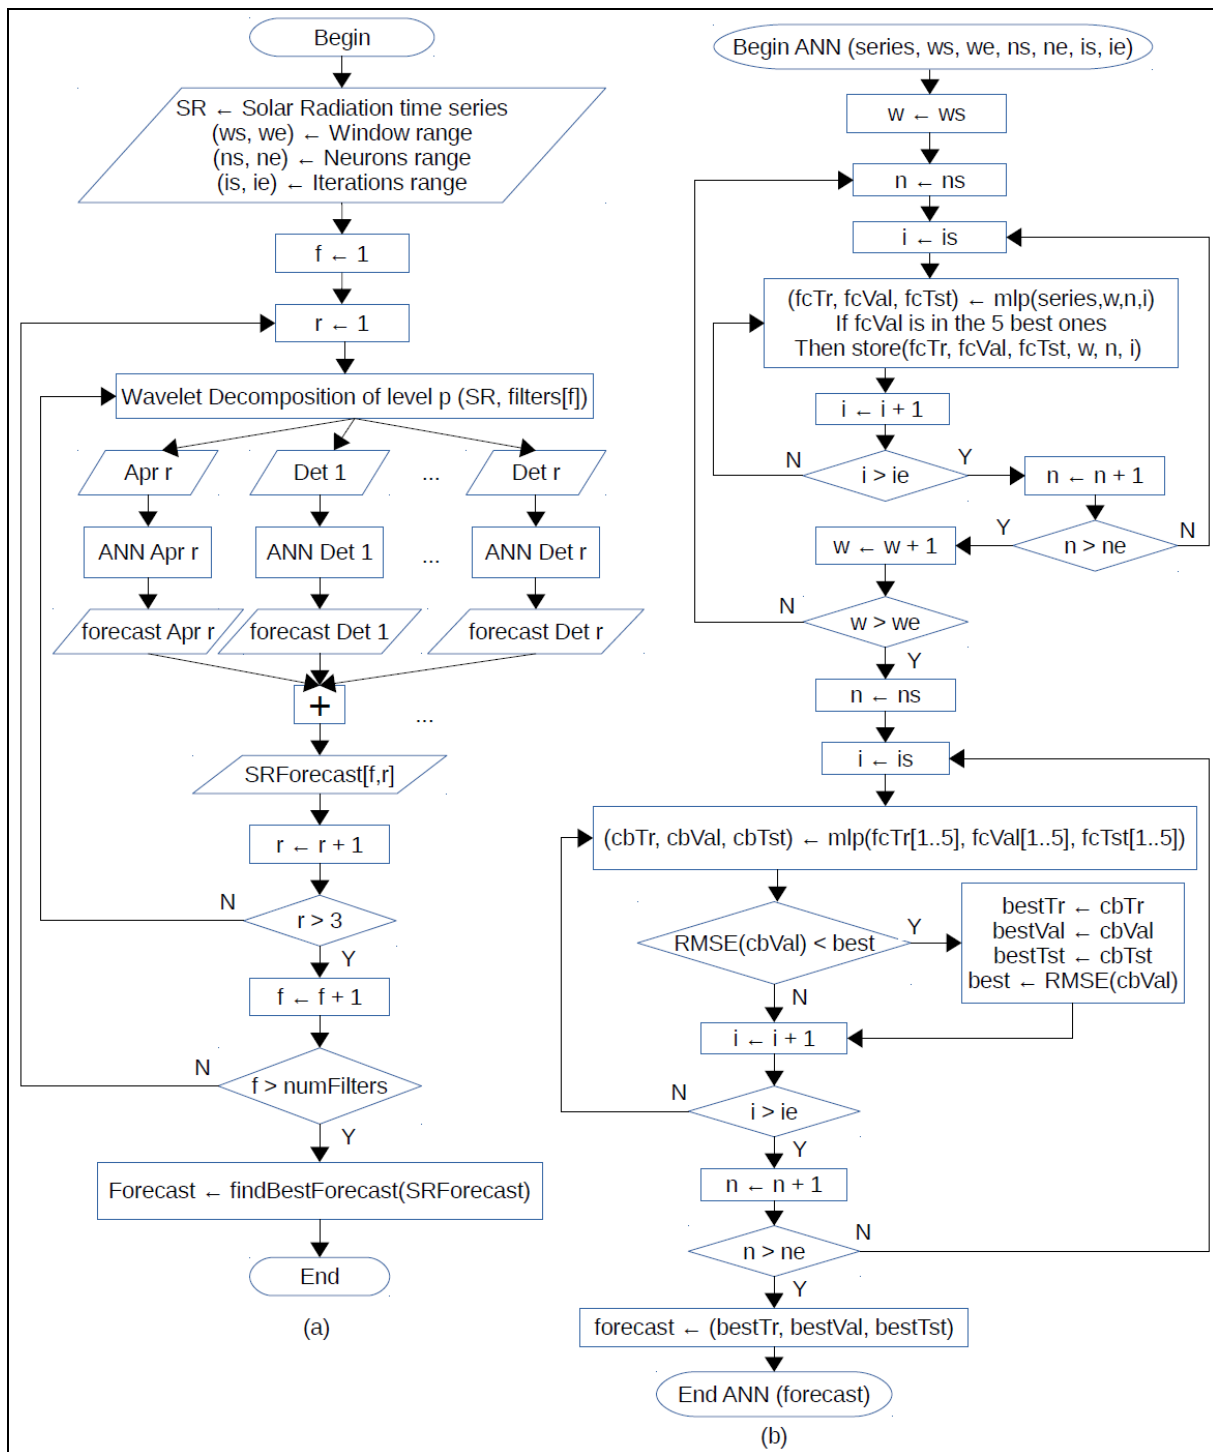 Begin
SR ← Solar Radiation time series
(ws, we) ← Window range
(ns, ne) ← Neurons range
(is, ie) ← Iterations range
f ← 1
r ← 1
Wavelet Decomposition of level p (SR, filters[f])
Apr r
Det 1
...
Det r
ANN Apr r
ANN Det 1
...
ANN Det r
forecast Apr r
forecast Det 1
forecast Det r
+
...
SRForecast[f,r]
r ← r + 1
N
r > 3
Y
f ← f + 1
N
f > numFilters
Y
Forecast ← findBestForecast(SRForecast)
End
(a)
Begin ANN (series, ws, we, ns, ne, is, ie)
w ← ws
n ← ns
i ← is
(fcTr, fcVal, fcTst) ← mlp(series,w,n,i)
If fcVal is in the 5 best ones
Then store(fcTr, fcVal, fcTst, w, n, i)
i ← i + 1
N
i > ie
Y
n ← n + 1
w ← w + 1
Y
n > ne
N
N
w > we
Y
n ← ns
i ← is
(cbTr, cbVal, cbTst) ← mlp(fcTr[1..5], fcVal[1..5], fcTst[1..5])
RMSE(cbVal) < best
Y
bestTr ← cbTr
bestVal ← cbVal
bestTst ← cbTst
best ← RMSE(cbVal)
N
i ← i + 1
N
i > ie
Y
n ← n + 1
n > ne
N
Y
forecast ← (bestTr, bestVal, bestTst)
End ANN (forecast)
(b)